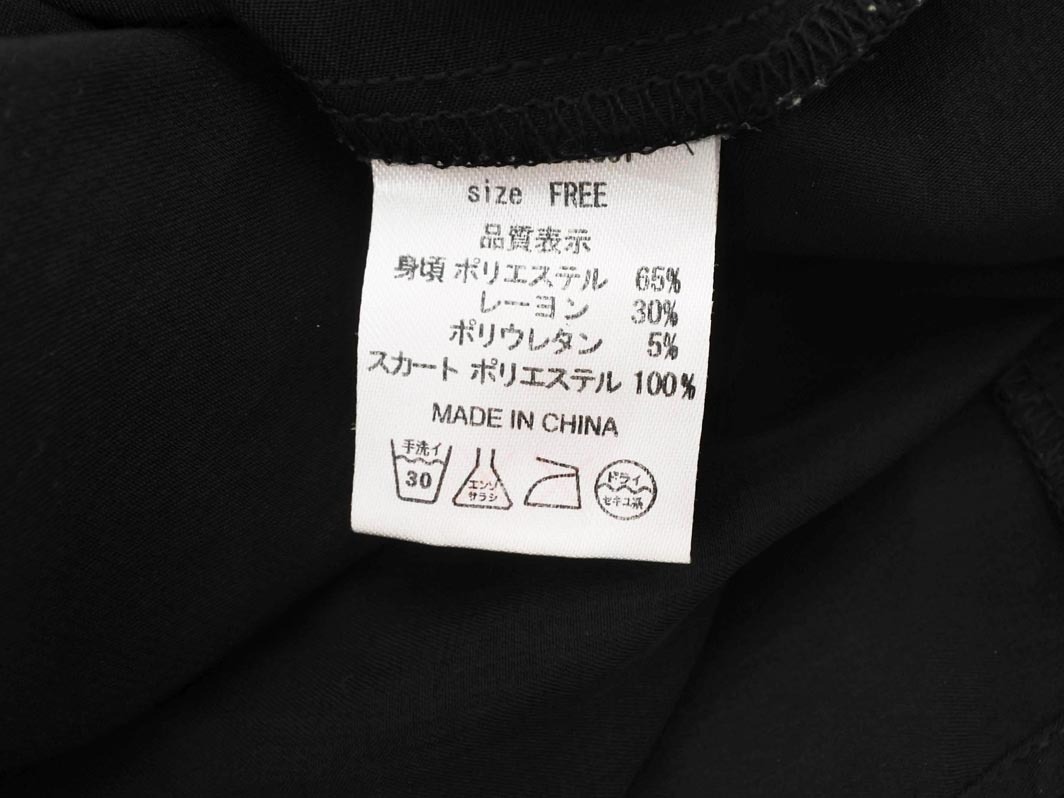 size FREE
品質表示
身頃 ポリエステル 65%
レーヨン 30%
ポリウレタン 5%
スカート ポリエステル 100%
MADE IN CHINA
手洗イ
30
エンソ
サラシ
ドライ
セキユ系